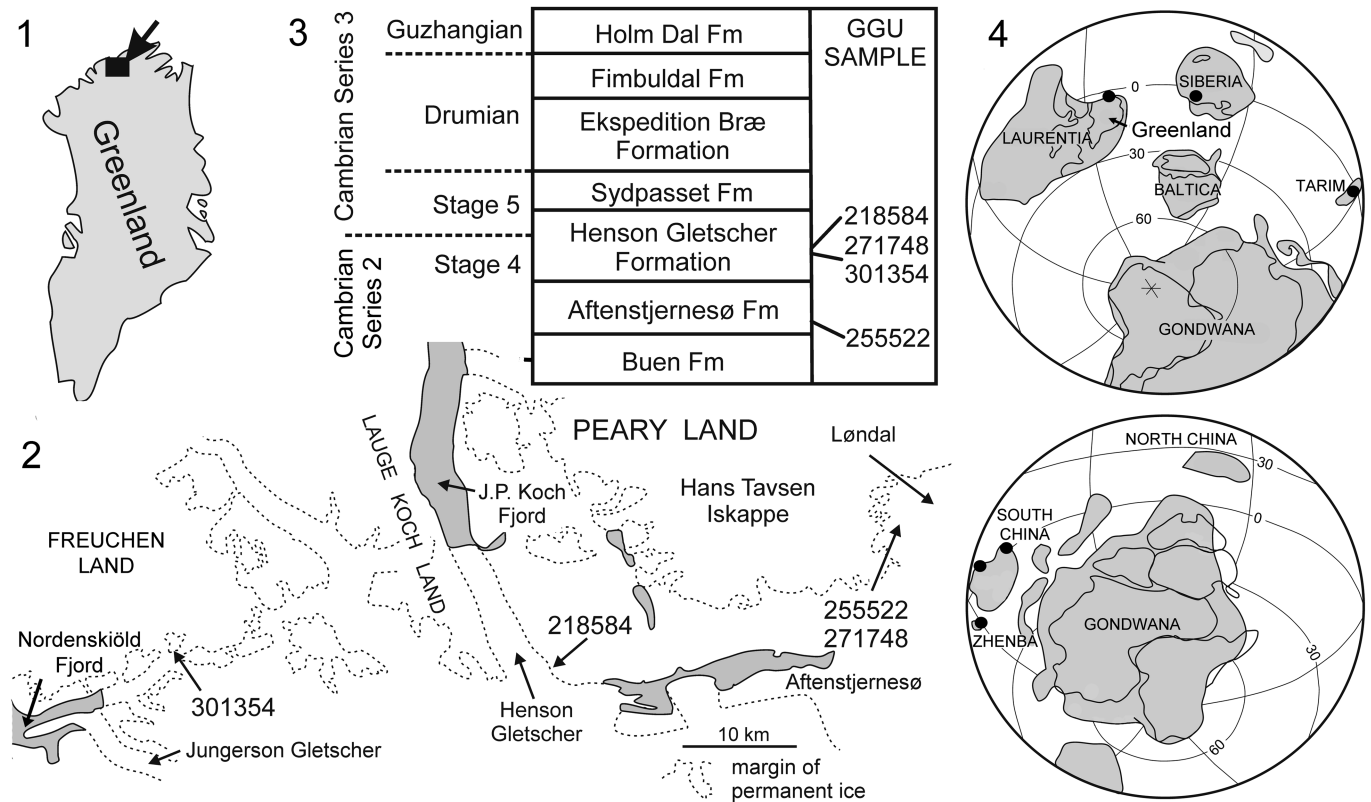 1
Greenland
3
Cambrian Series 3
Cambrian
Series 2
Guzhangian
Drumian
Stage 5
Stage 4
Holm Dal Fm
Fimbuldal Fm
Ekspedition Bræ
Formation
Sydpasset Fm
Henson Gletscher
Formation
Aftenstjernesø Fm
Buen Fm
GGU
SAMPLE
218584
271748
301354
255522
4
SIBERIA
0
LAURENTIA
Greenland
30
BALTICA
TARIM
60
GONDWANA
NORTH CHINA
30
SOUTH
CHINA
0
GONDWANA
ZHENBA
30
60
2
FREUCHEN
LAND
Nordenskiöld
Fjord
301354
Jungerson Gletscher
LAUGE KOCH LAND
J.P. Koch
Fjord
PEARY LAND
Hans Tavsen
Iskappe
Løndal
218584
255522
271748
Henson
Gletscher
Aftenstjernesø
10 km
margin of
permanent ice